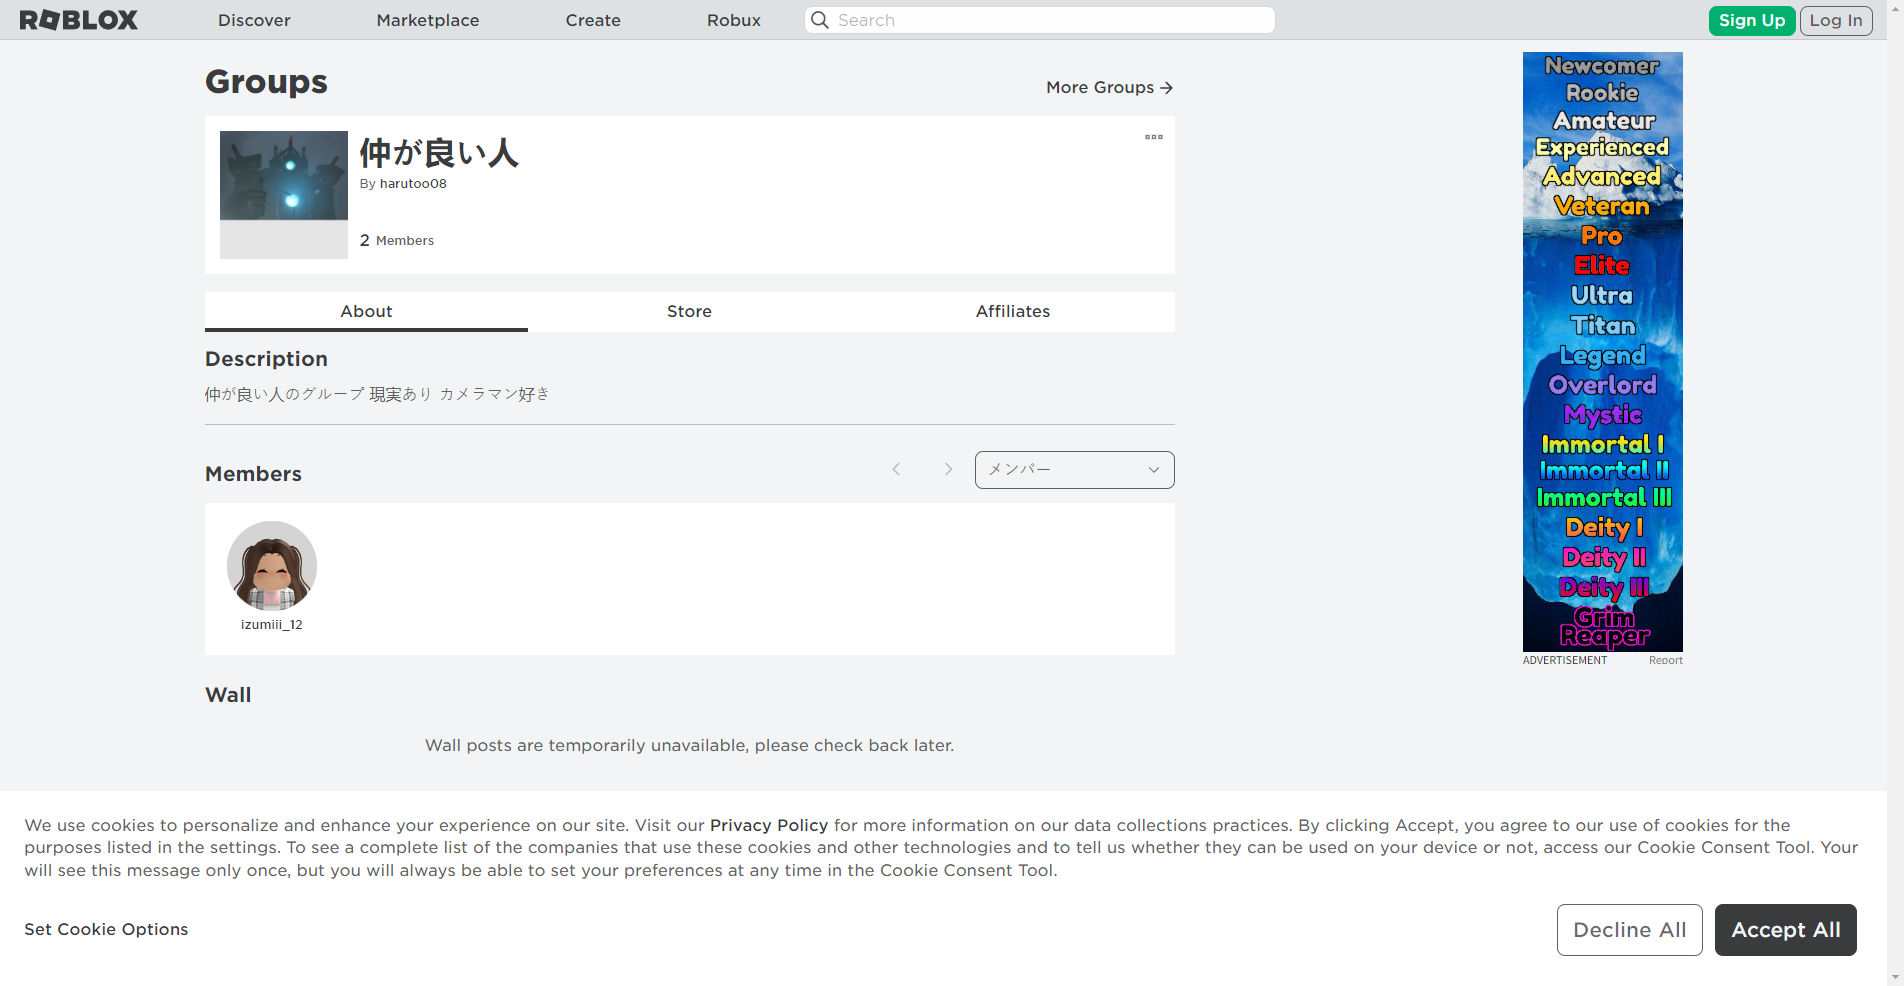 ROBLOX
Discover
Marketplace
Create
Robux
Search
Sign Up
Log In
Groups
More Groups
仲が良い人
By harutoo08
2 Members
About
Store
Affiliates
Description
仲が良い人のグループ 現実あり カメラマン好き
Members
メンバー
izumiii_12
Wall
Wall posts are temporarily unavailable, please check back later.
Newcomer
Rookie
Amateur
Experienced
Advanced
Veteran
Pro
Elite
Ultra
Titan
Legend
Overlord
Mystic
Immortal I
Immortal II
Immortal III
Deity I
Deity II
Deity III
Grim
Reaper
ADVERTISEMENT
Report
We use cookies to personalize and enhance your experience on our site. Visit our Privacy Policy for more information on our data collections practices. By clicking Accept, you agree to our use of cookies for the
purposes listed in the settings. To see a complete list of the companies that use these cookies and other technologies and to tell us whether they can be used on your device or not, access our Cookie Consent Tool. Your
will see this message only once, but you will always be able to set your preferences at any time in the Cookie Consent Tool.
Set Cookie Options
Decline All
Accept All